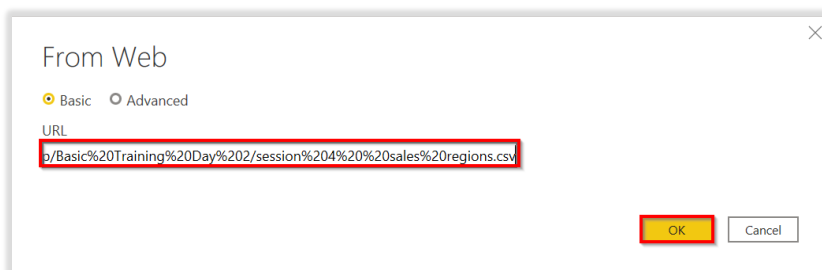 From Web
Basic Advanced
URL
p/Basic%20Training%20Day%202/session%204%20%20sales%20regions.csv
OK Cancel